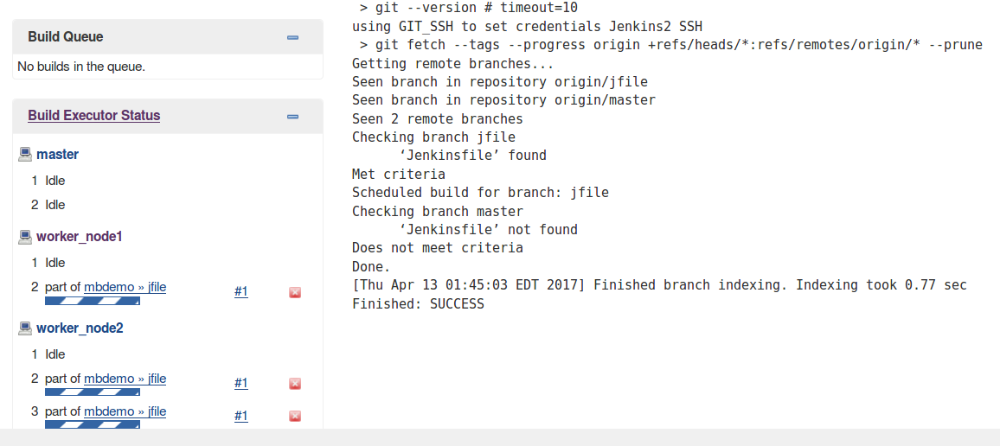 Build Queue
No builds in the queue.
Build Executor Status
master
1 Idle
2 Idle
worker_node1
1 Idle
2 part of mbdemo » jfile #1
worker_node2
1 Idle
2 part of mbdemo » jfile #1
3 part of mbdemo » jfile #1
> git --version # timeout=10
using GIT_SSH to set credentials Jenkins2 SSH
> git fetch --tags --progress origin +refs/heads/*:refs/remotes/origin/* --prune
Getting remote branches...
Seen branch in repository origin/jfile
Seen branch in repository origin/master
Seen 2 remote branches
Checking branch jfile
‘Jenkinsfile’ found
Met criteria
Scheduled build for branch: jfile
Checking branch master
‘Jenkinsfile’ not found
Does not meet criteria
Done.
[Thu Apr 13 01:45:03 EDT 2017] Finished branch indexing. Indexing took 0.77 sec
Finished: SUCCESS